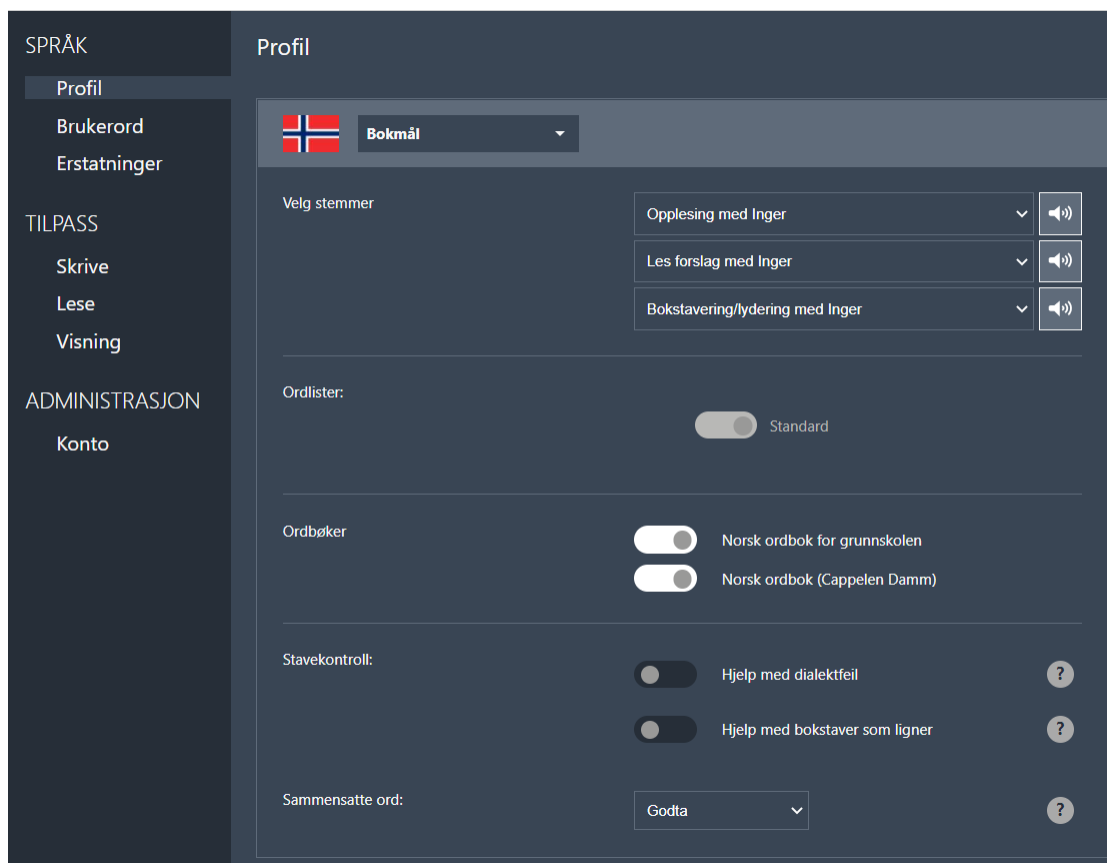 SPRÅK
Profil
Brukerord
Erstatninger
TILPASS
Skrive
Lese
Visning
ADMINISTRASJON
Konto
Profil
Bokmål
Velg stemmer
Opplesing med Inger
Les forslag med Inger
Bokstavering/lydering med Inger
Ordlister:
Standard
Ordbøker
Norsk ordbok for grunnskolen
Norsk ordbok (Cappelen Damm)
Stavekontroll:
Hjelp med dialektfeil
?
Hjelp med bokstaver som ligner
?
Sammensatte ord:
Godta
?